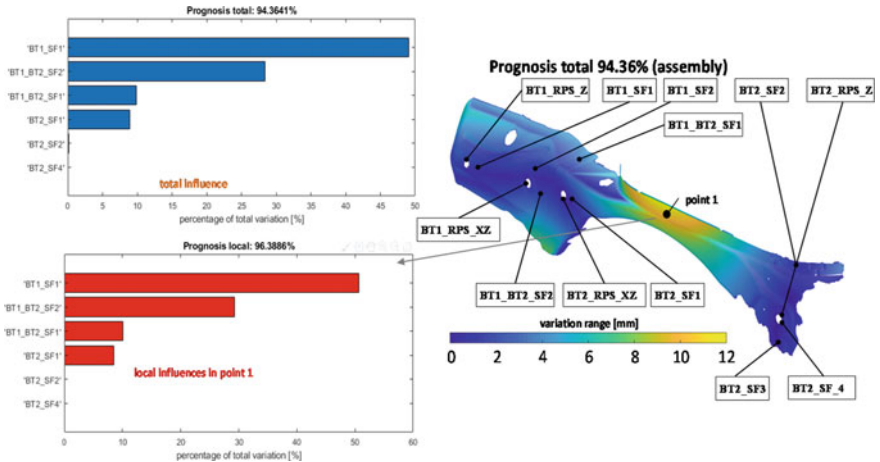 Prognosis total: 94.3641%
'BT1_SF1'
'BT1_BT2_SF2'
'BT1_BT2_SF1'
'BT2_SF1'
'BT2_SF2'
'BT2_SF4'
total influence
0 5 10 15 20 25 30 35 40 45 50
percentage of total variation [%]
Prognosis local: 96.3886%
'BT1_SF1'
'BT1_BT2_SF2'
'BT1_BT2_SF1'
'BT2_SF1'
'BT2_SF2'
'BT2_SF4'
local influences in point 1
0 10 20 30 40 50 60
percentage of total variation [%]
Prognosis total 94.36% (assembly)
BT1_RPS_Z
BT1_SF1
BT1_SF2
BT2_SF2
BT2_RPS_Z
BT1_BT2_SF1
point 1
BT1_RPS_XZ
BT1_BT2_SF2
BT2_RPS_XZ
BT2_SF1
variation range [mm]
0 2 4 6 8 10 12
BT2_SF3
BT2_SF_4